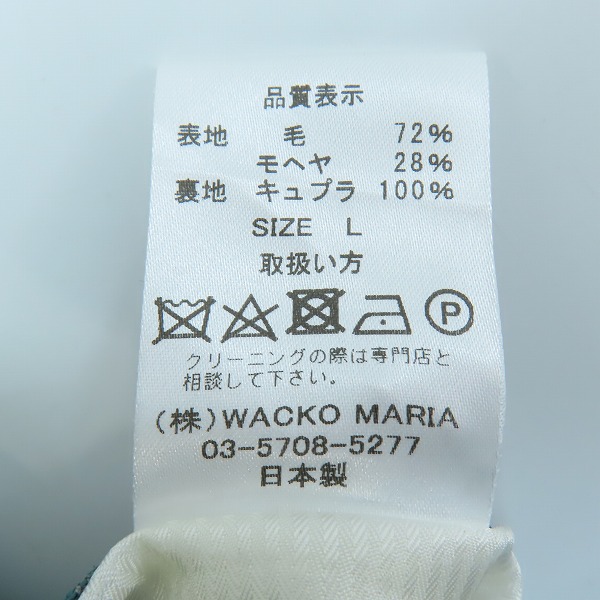 品質表示
表地 毛 72%
モヘヤ 28%
裏地 キュプラ 100%
SIZE L
取扱い方
P
クリーニングの際は専門店と
相談して下さい。
(株)WACKO MARIA
03-5708-5277
日本製